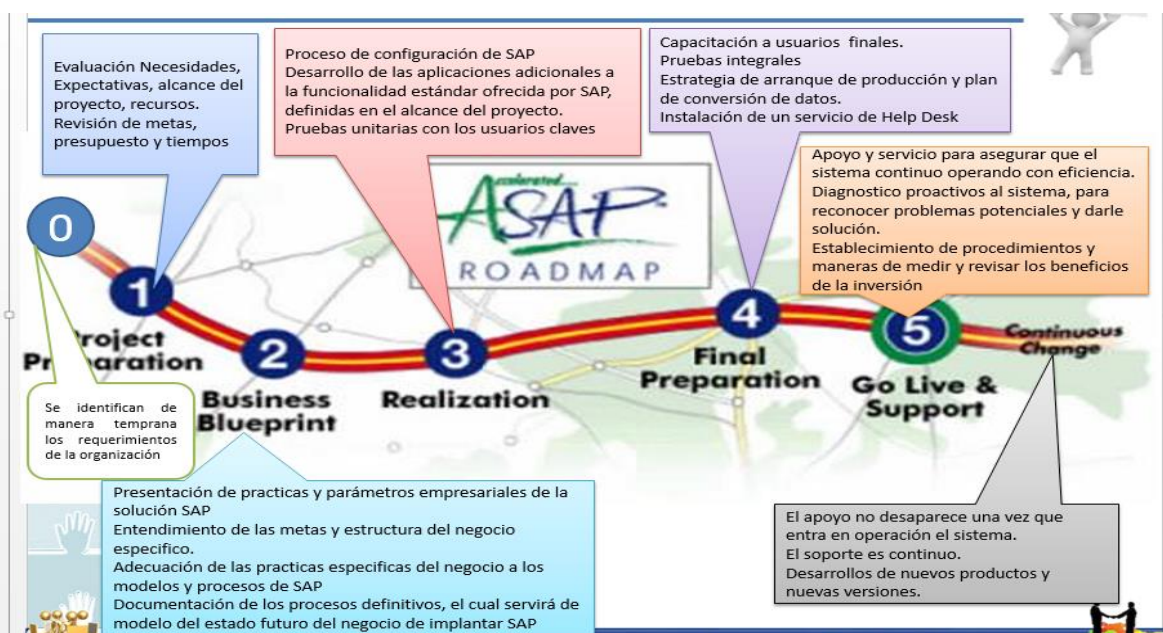 Evaluación Necesidades,
Expectativas, alcance del
proyecto, recursos.
Revisión de metas,
presupuesto y tiempos
Proceso de configuración de SAP
Desarrollo de las aplicaciones adicionales a
la funcionalidad estándar ofrecida por SAP,
definidas en el alcance del proyecto.
Pruebas unitarias con los usuarios claves
Capacitación a usuarios finales.
Pruebas integrales
Estrategia de arranque de producción y plan
de conversión de datos.
Instalación de un servicio de Help Desk
Apoyo y servicio para asegurar que el
sistema continuo operando con eficiencia.
Diagnostico proactivos al sistema, para
reconocer problemas potenciales y darle
solución.
Establecimiento de procedimientos y
maneras de medir y revisar los beneficios
de la inversión
Accelerated
ASAP
ROADMAP
0
1
Project
Preparation
2
Business
Blueprint
3
Realization
4
Final
Preparation
5
Go Live &
Support
Continuous
Change
Se identifican de
manera temprana
los requerimientos
de la organización
Presentación de practicas y parámetros empresariales de la
solución SAP
Entendimiento de las metas y estructura del negocio
especifico.
Adecuación de las practicas especificas del negocio a los
modelos y procesos de SAP
Documentación de los procesos definitivos, el cual servirá de
modelo del estado futuro del negocio de implantar SAP
El apoyo no desaparece una vez que
entra en operación el sistema.
El soporte es continuo.
Desarrollos de nuevos productos y
nuevas versiones.